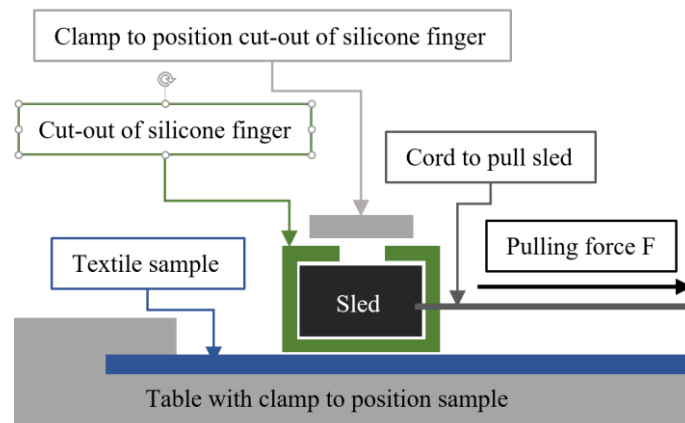 Clamp to position cut-out of silicone finger
Cut-out of silicone finger
Cord to pull sled
Textile sample
Pulling force F
Sled
Table with clamp to position sample